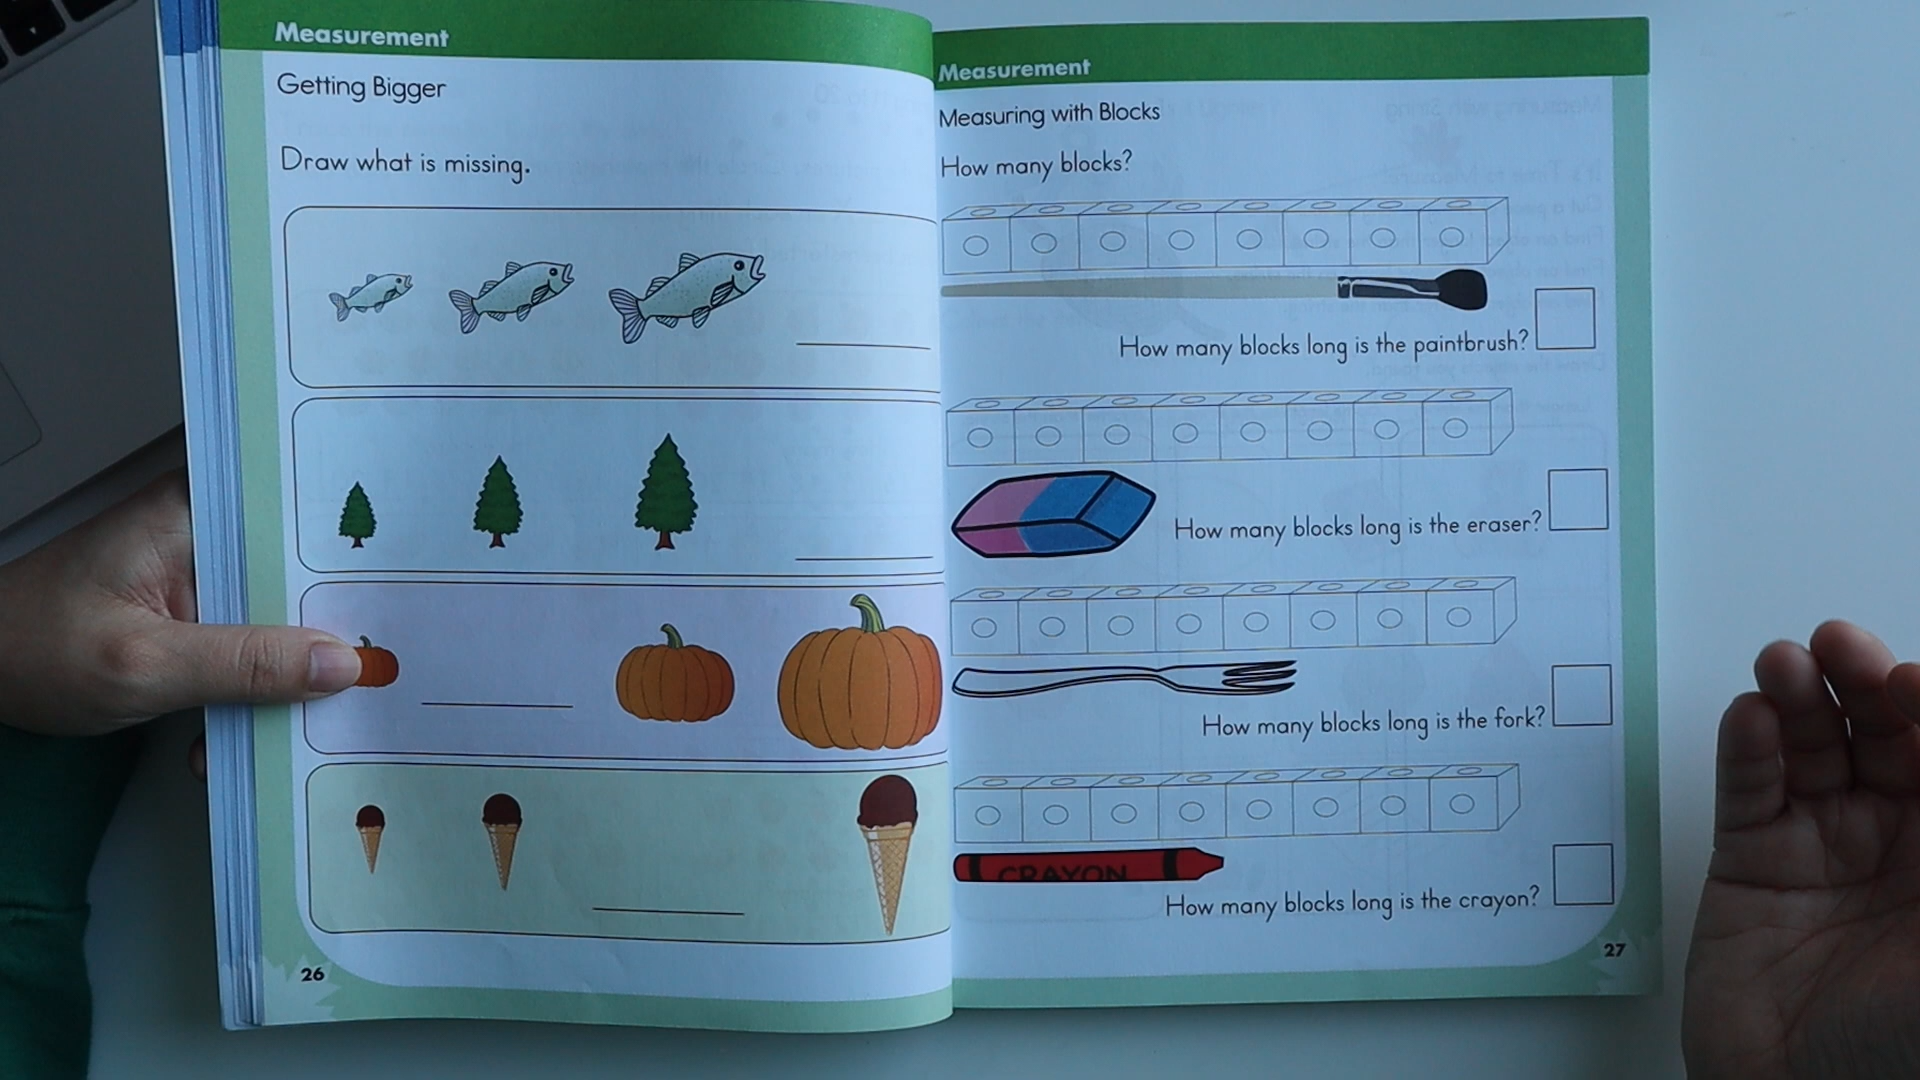 Measurement
Getting Bigger
Draw what is missing.
26
Measurement
Measuring with Blocks
How many blocks?
How many blocks long is the paintbrush?
How many blocks long is the eraser?
How many blocks long is the fork?
CRAYON
How many blocks long is the crayon?
27